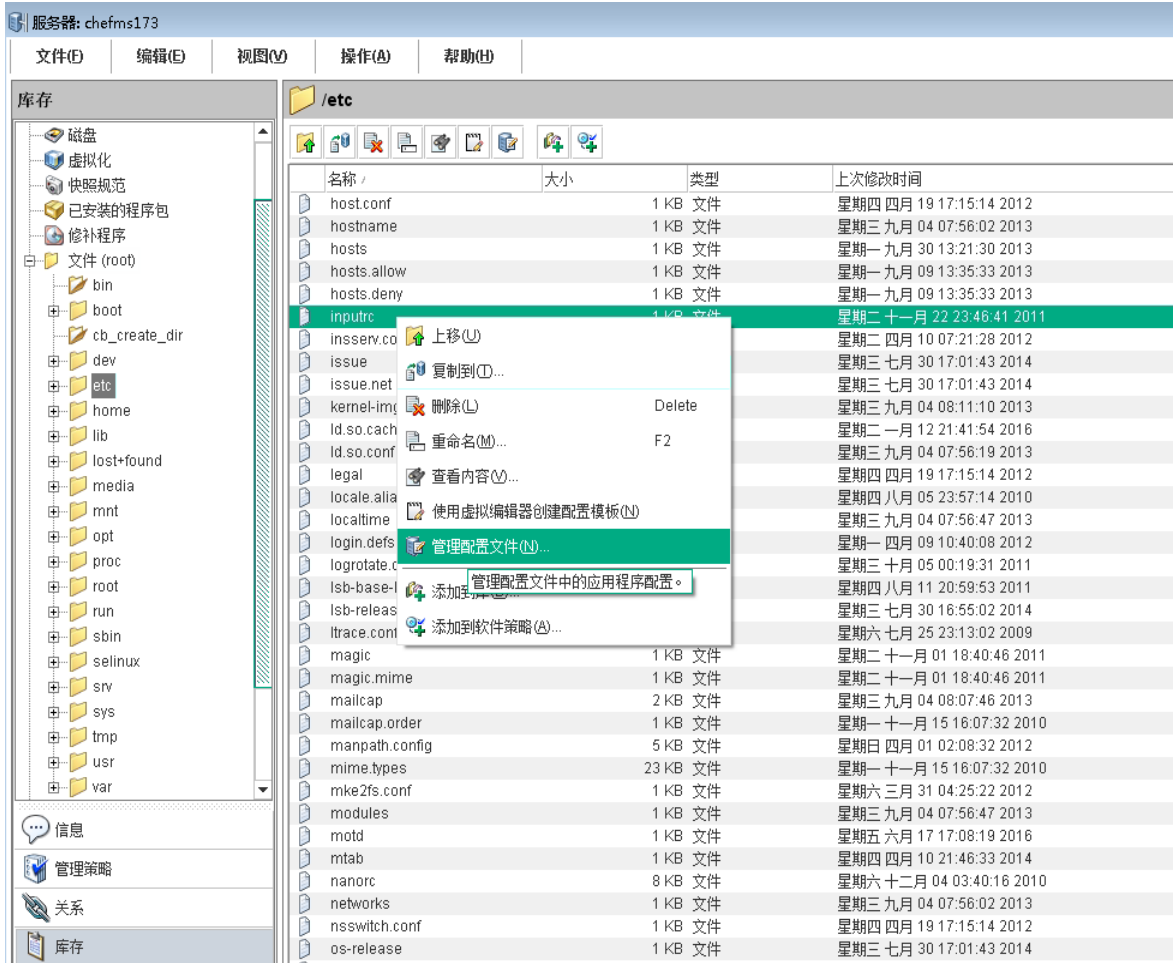 服务器: chefms173
文件(F) 编辑(E) 视图(V) 操作(A) 帮助(H)
库存
磁盘
虚拟化
快照规范
已安装的程序包
修补程序
文件 (root)
bin
boot
cb_create_dir
dev
etc
home
lib
lost+found
media
mnt
opt
proc
root
run
sbin
selinux
srv
sys
tmp
usr
var
信息
管理策略
关系
库存
/etc
名称 大小 类型 上次修改时间
host.conf 1 KB 文件 星期四 四月 19 17:15:14 2012
hostname 1 KB 文件 星期三 九月 04 07:56:02 2013
hosts 1 KB 文件 星期一 九月 30 13:21:30 2013
hosts.allow 1 KB 文件 星期一 九月 09 13:35:33 2013
hosts.deny 1 KB 文件 星期一 九月 09 13:35:33 2013
inputrc 1 KB 文件 星期二 十一月 22 23:46:41 2011
insserv.co 星期二 四月 10 07:21:28 2012
issue 星期三 七月 30 17:01:43 2014
issue.net 星期三 七月 30 17:01:43 2014
kernel-img 星期三 九月 04 08:11:10 2013
ld.so.cach 星期二 一月 12 21:41:54 2016
ld.so.conf 星期三 九月 04 07:56:19 2013
legal 星期四 四月 19 17:15:14 2012
locale.alia 星期四 八月 05 23:57:14 2010
localtime 星期三 九月 04 07:56:47 2013
login.defs 星期一 四月 09 10:40:08 2012
logrotate.c 星期三 十月 05 00:19:31 2011
lsb-base-l 星期四 八月 11 20:59:53 2011
lsb-releas 星期三 七月 30 16:55:02 2014
ltrace.conf 星期六 七月 25 23:13:02 2009
magic 1 KB 文件 星期二 十一月 01 18:40:46 2011
magic.mime 1 KB 文件 星期二 十一月 01 18:40:46 2011
mailcap 2 KB 文件 星期三 九月 04 08:07:46 2013
mailcap.order 1 KB 文件 星期一 十一月 15 16:07:32 2010
manpath.config 5 KB 文件 星期日 四月 01 02:08:32 2012
mime.types 23 KB 文件 星期一 十一月 15 16:07:32 2010
mke2fs.conf 1 KB 文件 星期六 三月 31 04:25:22 2012
modules 1 KB 文件 星期三 九月 04 07:56:47 2013
motd 1 KB 文件 星期五 六月 17 17:08:19 2016
mtab 1 KB 文件 星期四 四月 10 21:46:33 2014
nanorc 8 KB 文件 星期六 十二月 04 03:40:16 2010
networks 1 KB 文件 星期三 九月 04 07:56:02 2013
nsswitch.conf 1 KB 文件 星期四 四月 19 17:15:14 2012
os-release 1 KB 文件 星期三 七月 30 17:01:43 2014
上移(U)
复制到(T)...
删除(L) Delete
重命名(M)... F2
查看内容(V)...
使用虚拟编辑器创建配置模板(N)
管理配置文件(N)...
管理配置文件中的应用程序配置。
添加到
添加到软件策略(A)...